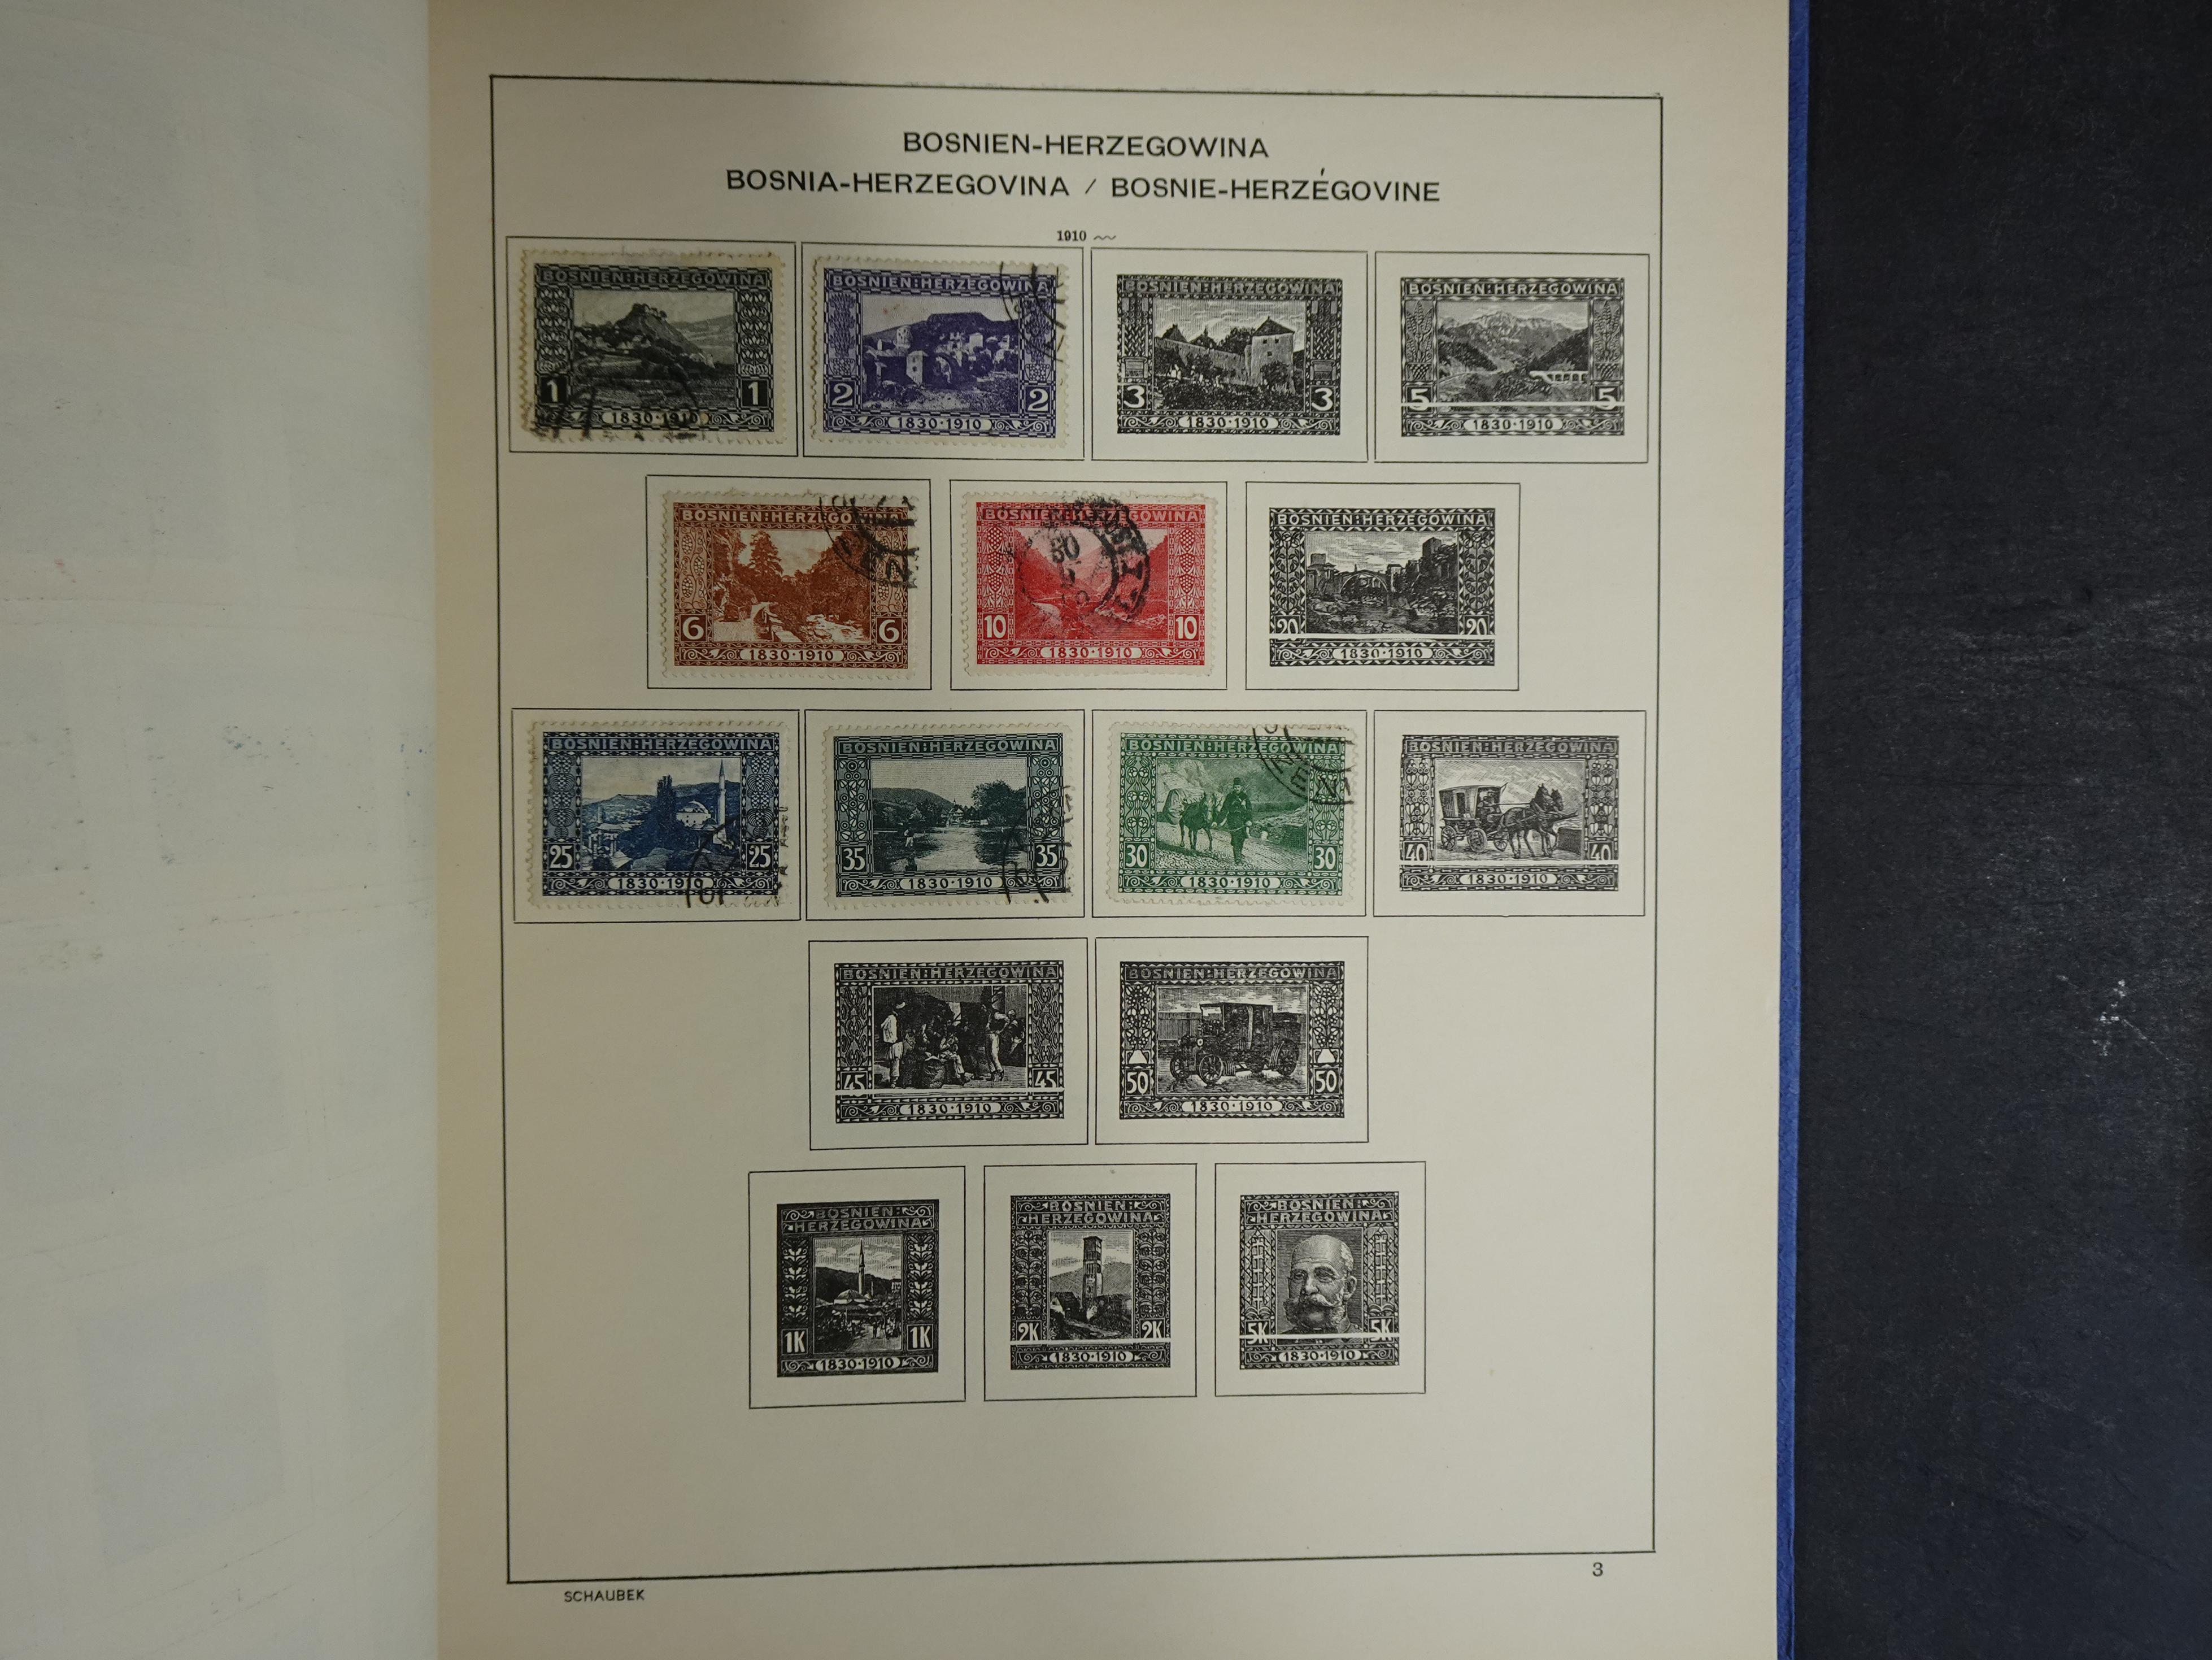 BOSNIEN-HERZEGOWINA
BOSNIA-HERZEGOVINA / BOSNIE-HERZÉGOVINE
1910
BOSNIEN:HERZEGOWINA
1 1
1830·1910
BOSNIEN:HERZEGOWINA
2 2
1830·1910
BOSNIEN:HERZEGOWINA
3 3
1830·1910
BOSNIEN:HERZEGOWINA
5 5
1830·1910
BOSNIEN:HERZEGOWINA
6 6
1830·1910
BOSNIEN:HERZEGOWINA
10 10
1830·1910
BOSNIEN:HERZEGOWINA
20 20
1830·1910
BOSNIEN:HERZEGOWINA
25 25
1830·1910
BOSNIEN:HERZEGOWINA
35 35
1830·1910
BOSNIEN:HERZEGOWINA
30 30
1830·1910
BOSNIEN:HERZEGOWINA
40 40
1830·1910
BOSNIEN:HERZEGOWINA
45 45
1830·1910
BOSNIEN:HERZEGOWINA
50 50
1830·1910
BOSNIEN:
HERZEGOWINA
1K 1K
1830·1910
BOSNIEN:
HERZEGOWINA
2K 2K
1830·1910
BOSNIEN:
HERZEGOWINA
5K 5K
1830·1910
3
SCHAUBEK